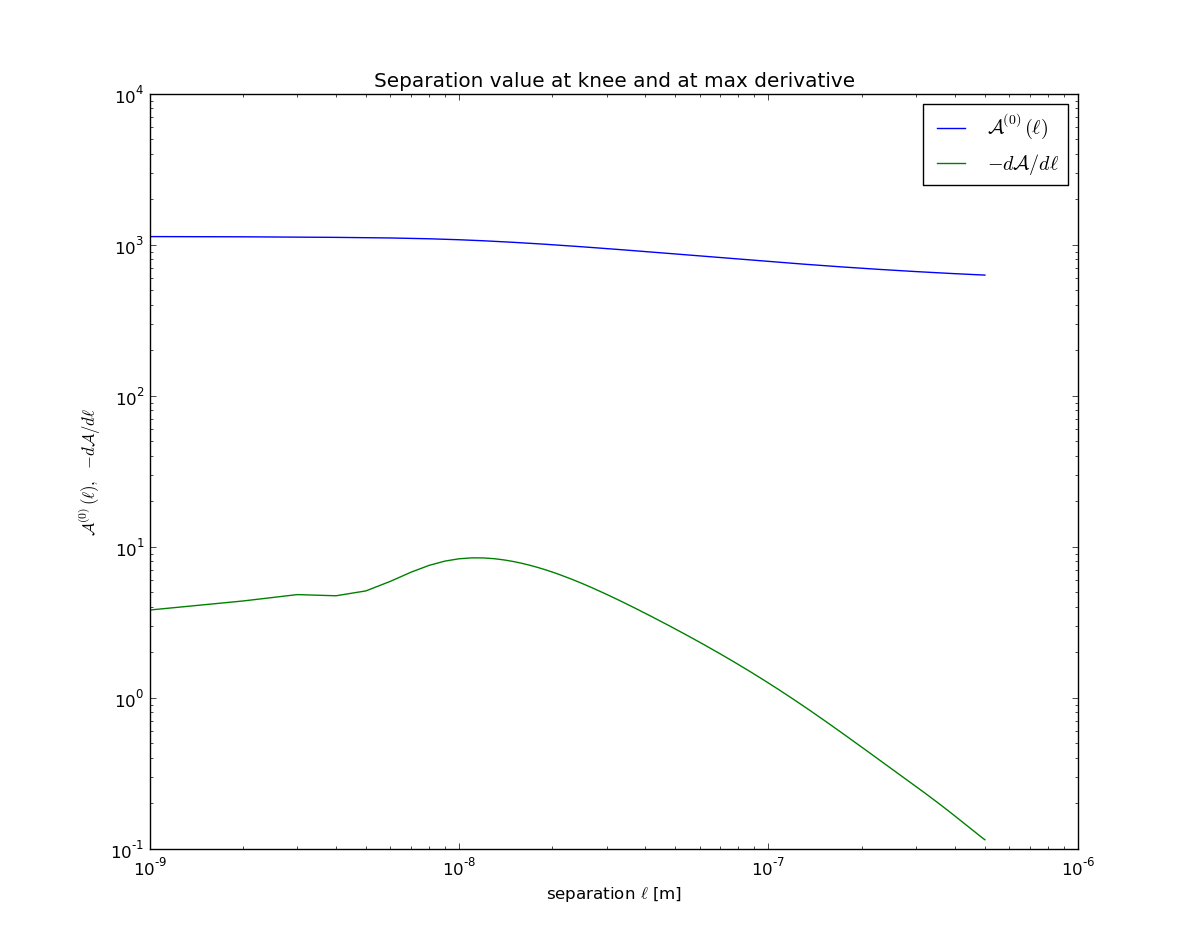 Separation value at knee and at max derivative
10⁴
10³
10²
10¹
10⁰
10⁻¹
𝒜⁽⁰⁾(ℓ), −d𝒜/dℓ
𝒜⁽⁰⁾(ℓ)
−d𝒜/dℓ
10⁻⁹
10⁻⁸
10⁻⁷
10⁻⁶
separation ℓ [m]